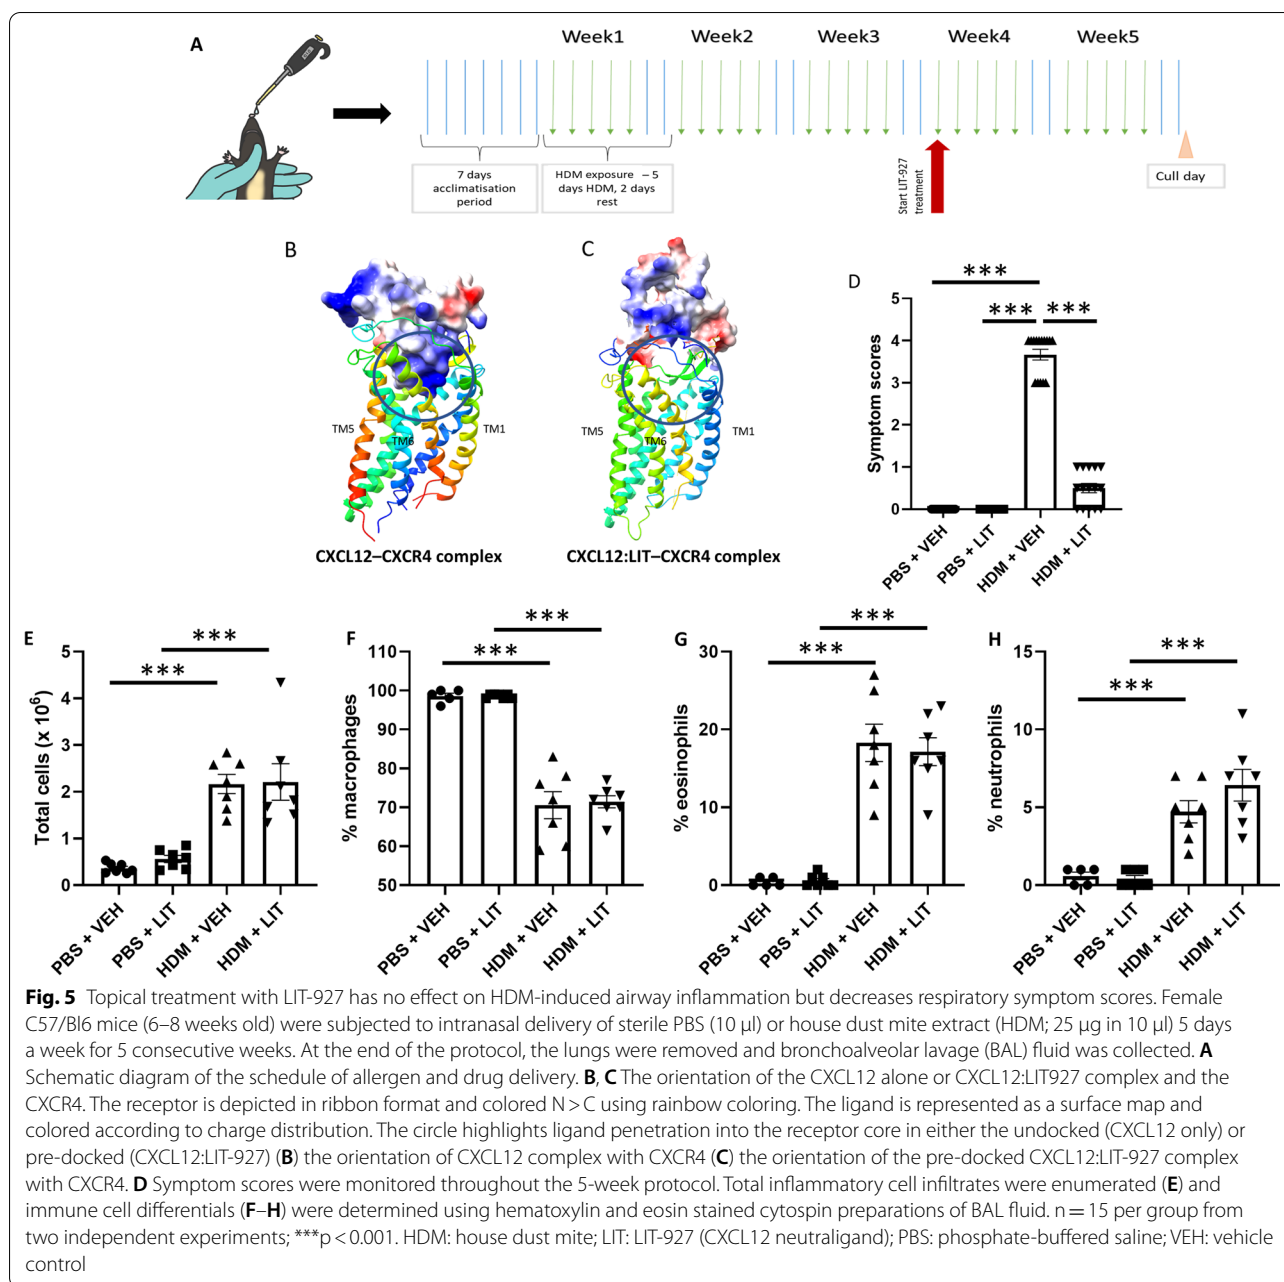 A
Week1 Week2 Week3 Week4 Week5
7 days
acclimatisation
period
HDM exposure – 5
days HDM, 2 days
rest
Start LIT-927
treatment
Cull day
B
TM5
TM6
TM1
CXCL12–CXCR4 complex
C
TM5
TM6
TM1
CXCL12:LIT–CXCR4 complex
D
Symptom scores
5
4
3
2
1
0
***
*** ***
PBS + VEH
PBS + LIT
HDM + VEH
HDM + LIT
E
Total cells (x 10⁶)
5
4
3
2
1
0
***
***
PBS + VEH
PBS + LIT
HDM + VEH
HDM + LIT
F
% macrophages
110
100
90
80
70
60
50
***
***
PBS + VEH
PBS + LIT
HDM + VEH
HDM + LIT
G
% eosinophils
30
20
10
0
***
***
PBS + VEH
PBS + LIT
HDM + VEH
HDM + LIT
H
% neutrophils
15
10
5
0
***
***
PBS + VEH
PBS + LIT
HDM + VEH
HDM + LIT
Fig. 5 Topical treatment with LIT-927 has no effect on HDM-induced airway inflammation but decreases respiratory symptom scores. Female
C57/Bl6 mice (6–8 weeks old) were subjected to intranasal delivery of sterile PBS (10 µl) or house dust mite extract (HDM; 25 µg in 10 µl) 5 days
a week for 5 consecutive weeks. At the end of the protocol, the lungs were removed and bronchoalveolar lavage (BAL) fluid was collected. A
Schematic diagram of the schedule of allergen and drug delivery. B, C The orientation of the CXCL12 alone or CXCL12:LIT927 complex and the
CXCR4. The receptor is depicted in ribbon format and colored N > C using rainbow coloring. The ligand is represented as a surface map and
colored according to charge distribution. The circle highlights ligand penetration into the receptor core in either the undocked (CXCL12 only) or
pre-docked (CXCL12:LIT-927) (B) the orientation of CXCL12 complex with CXCR4 (C) the orientation of the pre-docked CXCL12:LIT-927 complex
with CXCR4. D Symptom scores were monitored throughout the 5-week protocol. Total inflammatory cell infiltrates were enumerated (E) and
immune cell differentials (F–H) were determined using hematoxylin and eosin stained cytospin preparations of BAL fluid. n = 15 per group from
two independent experiments; ***p < 0.001. HDM: house dust mite; LIT: LIT-927 (CXCL12 neutraligand); PBS: phosphate-buffered saline; VEH: vehicle
control